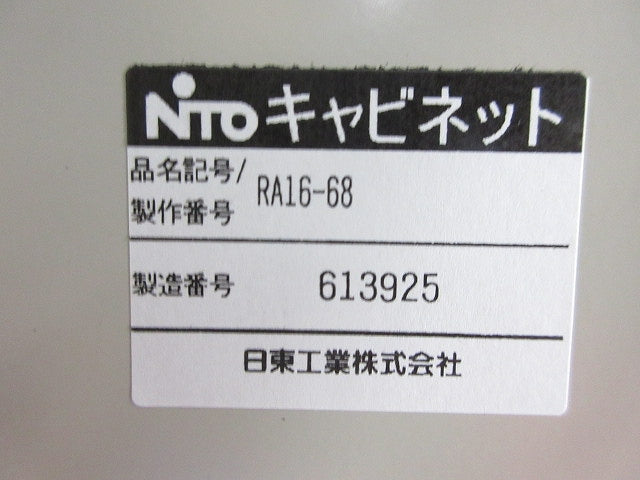 NITO キャビネット
品名記号/
製作番号 RA16-68
製造番号 613925
日東工業株式会社